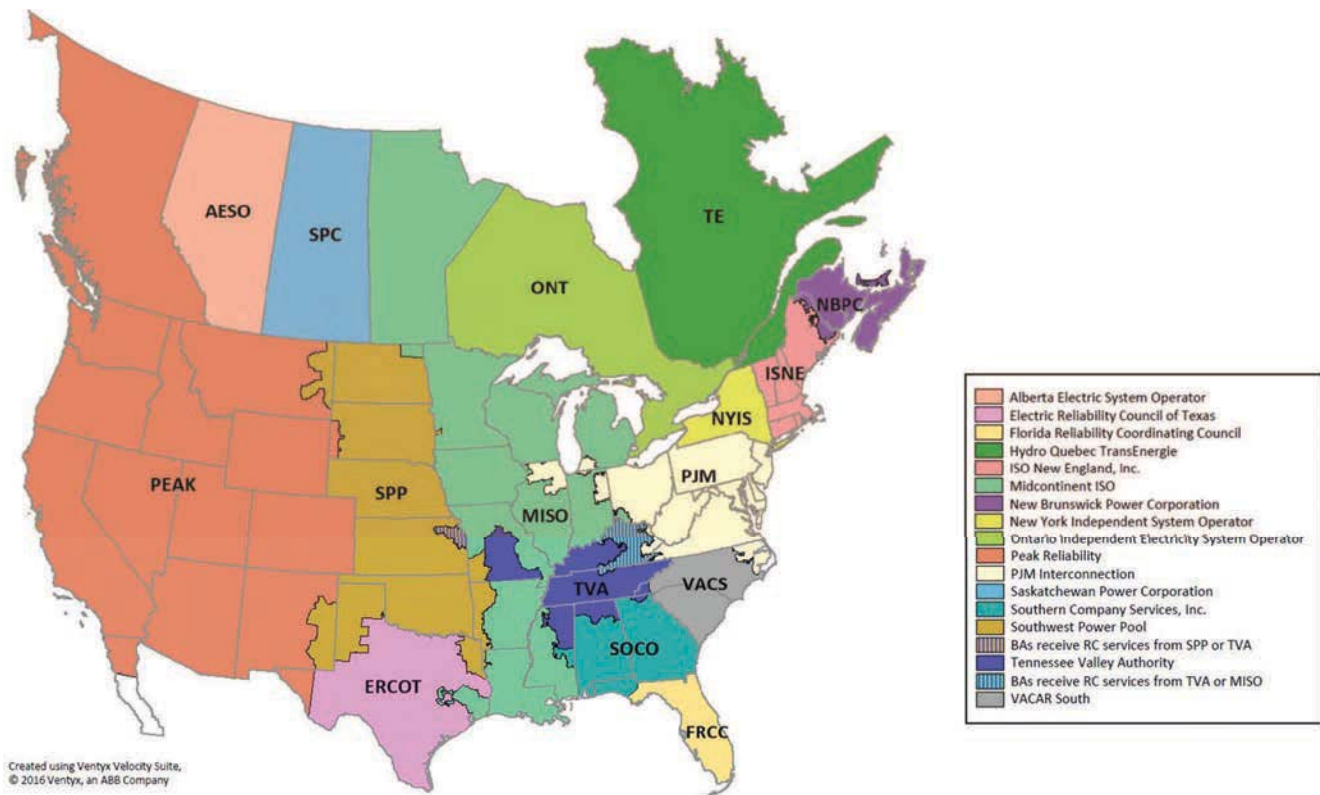 AESO
SPC
TE
ONT
NBPC
ISNE
NYIS
PJM
PEAK
SPP
MISO
TVA
VACS
SOCO
ERCOT
FRCC
Alberta Electric System Operator
Electric Reliability Council of Texas
Florida Reliability Coordinating Council
Hydro Quebec TransEnergie
ISO New England, Inc.
Midcontinent ISO
New Brunswick Power Corporation
New York Independent System Operator
Ontario Independent Electricity System Operator
Peak Reliability
PJM Interconnection
Saskatchewan Power Corporation
Southern Company Services, Inc.
Southwest Power Pool
BAs receive RC services from SPP or TVA
Tennessee Valley Authority
BAs receive RC services from TVA or MISO
VACAR South
Created using Ventyx Velocity Suite,
© 2016 Ventyx, an ABB Company